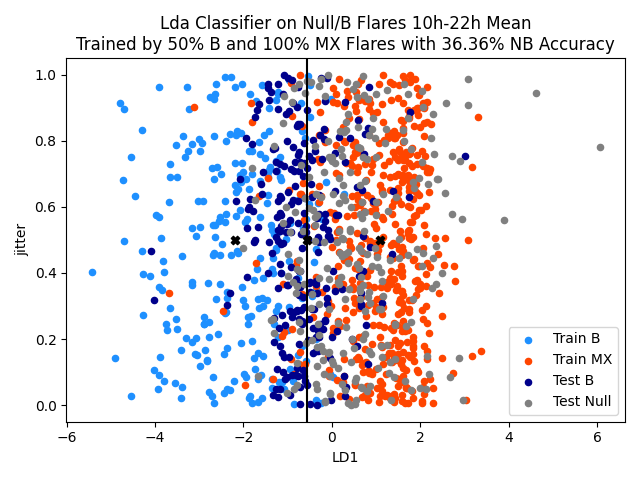 Lda Classifier on Null/B Flares 10h-22h Mean
Trained by 50% B and 100% MX Flares with 36.36% NB Accuracy
1.0
0.8
0.6
0.4
0.2
0.0
jitter
−6
−4
−2
0
2
4
6
LD1
Train B
Train MX
Test B
Test Null